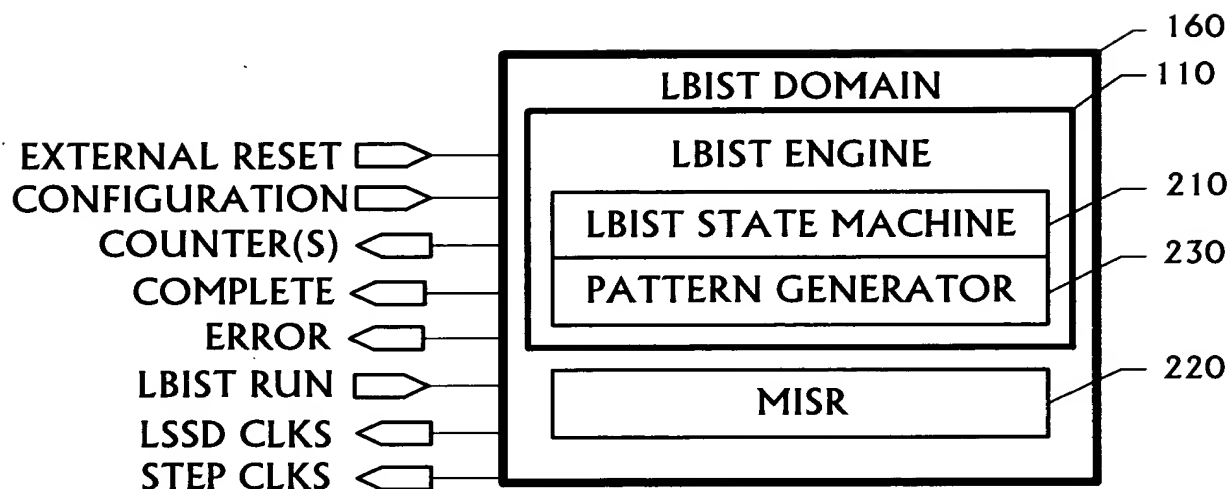 160
LBIST DOMAIN
110
EXTERNAL RESET
LBIST ENGINE
CONFIGURATION
210
LBIST STATE MACHINE
COUNTER(S)
230
COMPLETE
PATTERN GENERATOR
ERROR
220
LBIST RUN
MISR
LSSD CLKS
STEP CLKS